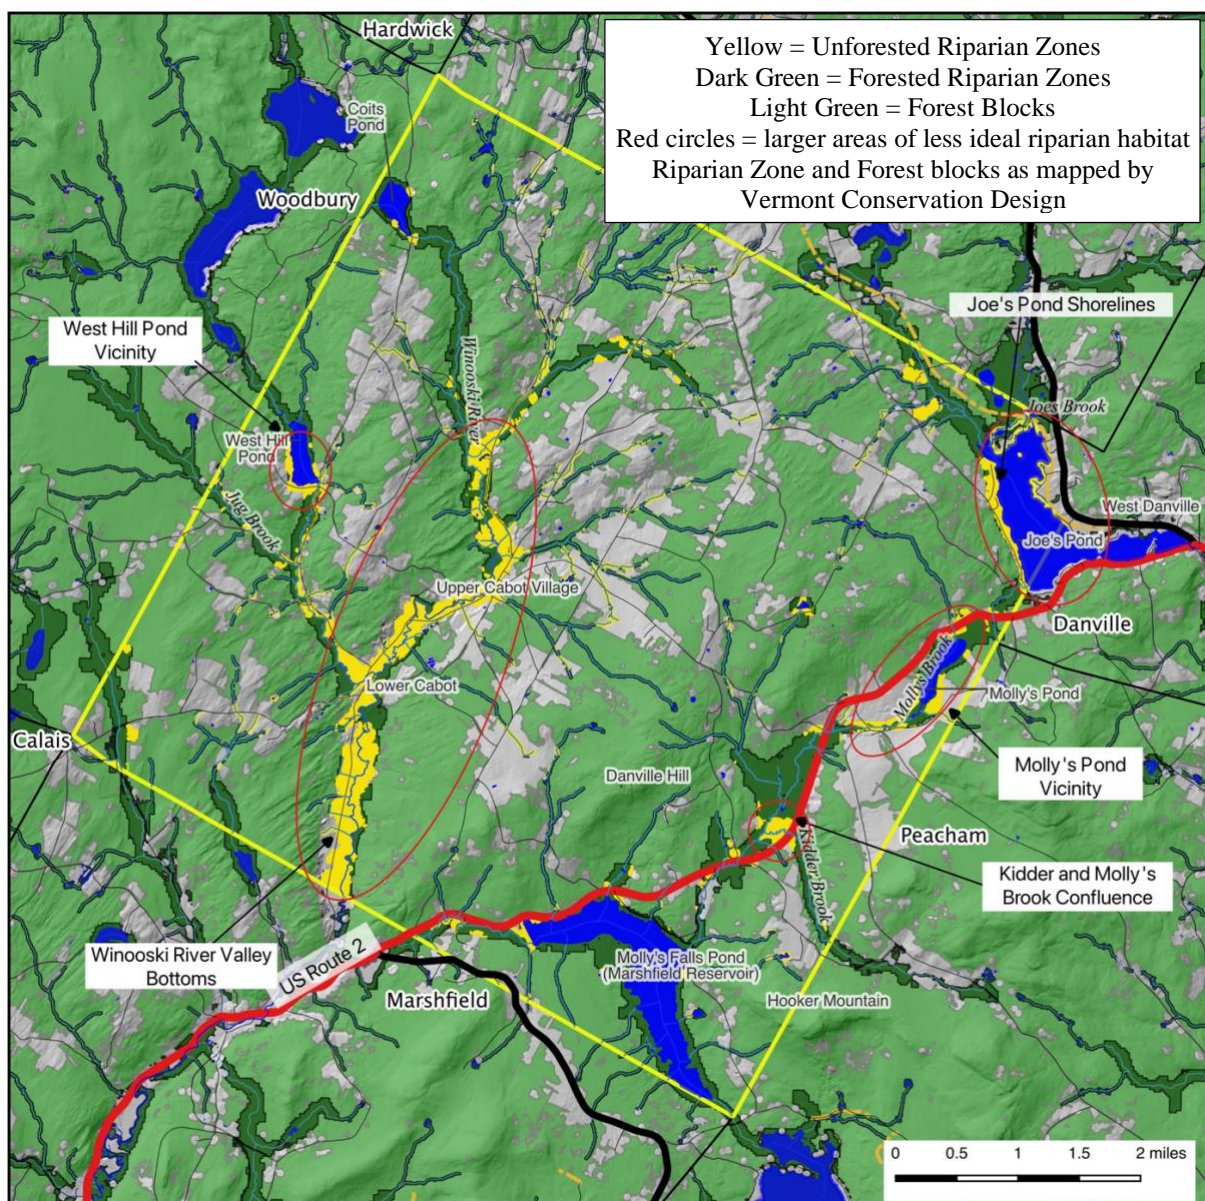 Yellow = Unforested Riparian Zones
Dark Green = Forested Riparian Zones
Light Green = Forest Blocks
Red circles = larger areas of less ideal riparian habitat
Riparian Zone and Forest blocks as mapped by
Vermont Conservation Design
Hardwick
Coits
Pond
Woodbury
Joe's Pond Shorelines
West Hill Pond
Vicinity
Winooski River
Joes Brook
West Hill
Pond
Jug Brook
West Danville
Joe's Pond
Upper Cabot Village
Danville
Molly's Brook
Lower Cabot
Molly's Pond
Calais
Molly's Pond
Vicinity
Danville Hill
Peacham
Kidder Brook
Kidder and Molly's
Brook Confluence
Winooski River Valley
Bottoms
US Route 2
Molly's Falls Pond
(Marshfield Reservoir)
Marshfield
Hooker Mountain
0 0.5 1 1.5 2 miles